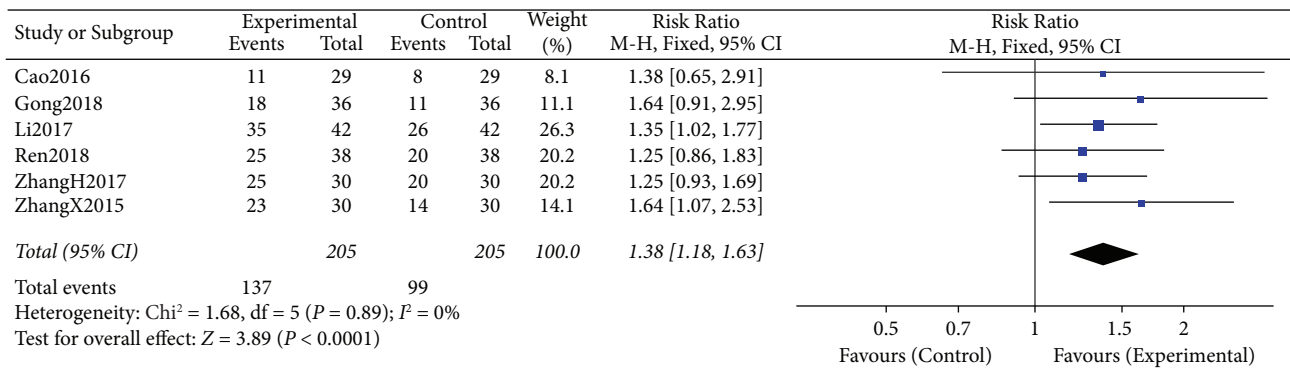 Study or Subgroup Experimental Control Weight Risk Ratio Risk Ratio
Events Total Events Total (%) M-H, Fixed, 95% CI M-H, Fixed, 95% CI
Cao2016 11 29 8 29 8.1 1.38 [0.65, 2.91]
Gong2018 18 36 11 36 11.1 1.64 [0.91, 2.95]
Li2017 35 42 26 42 26.3 1.35 [1.02, 1.77]
Ren2018 25 38 20 38 20.2 1.25 [0.86, 1.83]
ZhangH2017 25 30 20 30 20.2 1.25 [0.93, 1.69]
ZhangX2015 23 30 14 30 14.1 1.64 [1.07, 2.53]
Total (95% CI) 205 205 100.0 1.38 [1.18, 1.63]
Total events 137 99
Heterogeneity: Chi² = 1.68, df = 5 (P = 0.89); I² = 0%
Test for overall effect: Z = 3.89 (P < 0.0001)
0.5 0.7 1 1.5 2
Favours (Control) Favours (Experimental)